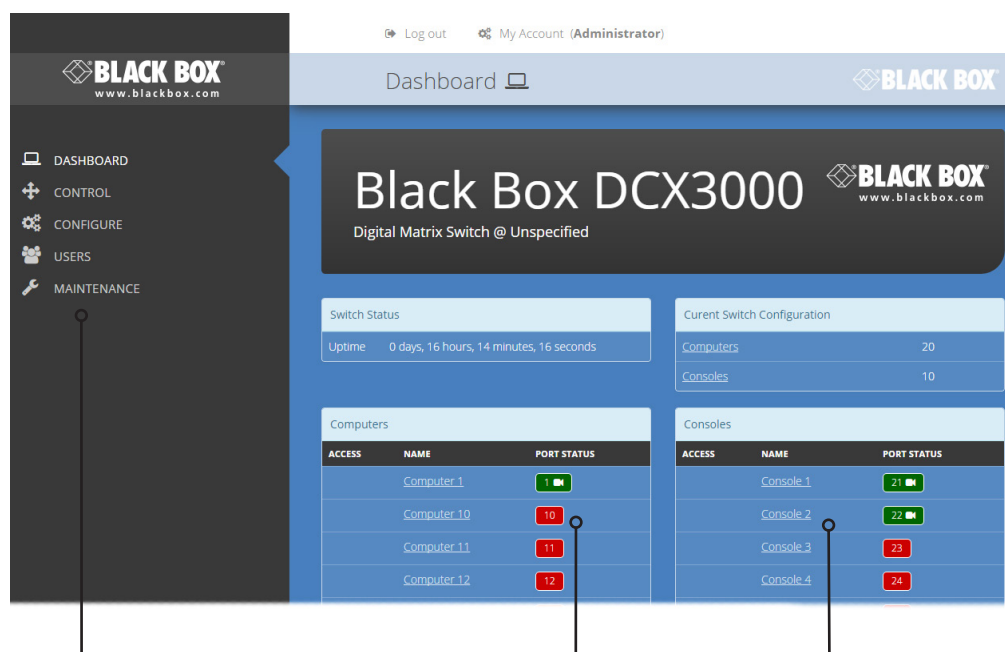 Log out My Account (Administrator)
BLACK BOX®
www.blackbox.com
Dashboard
BLACK BOX®
DASHBOARD
CONTROL
CONFIGURE
USERS
MAINTENANCE
Black Box DCX3000
Digital Matrix Switch @ Unspecified
BLACK BOX®
www.blackbox.com
Switch Status
Uptime 0 days, 16 hours, 14 minutes, 16 seconds
Curent Switch Configuration
Computers 20
Consoles 10
Computers
ACCESS NAME PORT STATUS
Computer 1 1
Computer 10 10
Computer 11 11
Computer 12 12
Consoles
ACCESS NAME PORT STATUS
Console 1 21
Console 2 22
Console 3 23
Console 4 24